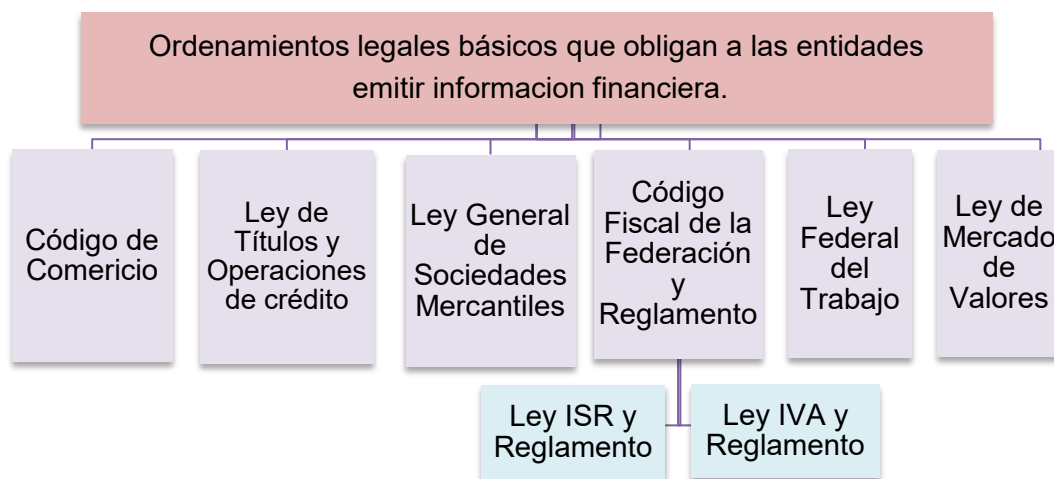 Ordenamientos legales básicos que obligan a las entidades
emitir informacion financiera.
Código de
Comericio
Ley de
Títulos y
Operaciones
de crédito
Ley General
de
Sociedades
Mercantiles
Código
Fiscal de la
Federación
y
Reglamento
Ley
Federal
del
Trabajo
Ley de
Mercado
de
Valores
Ley ISR y
Reglamento
Ley IVA y
Reglamento